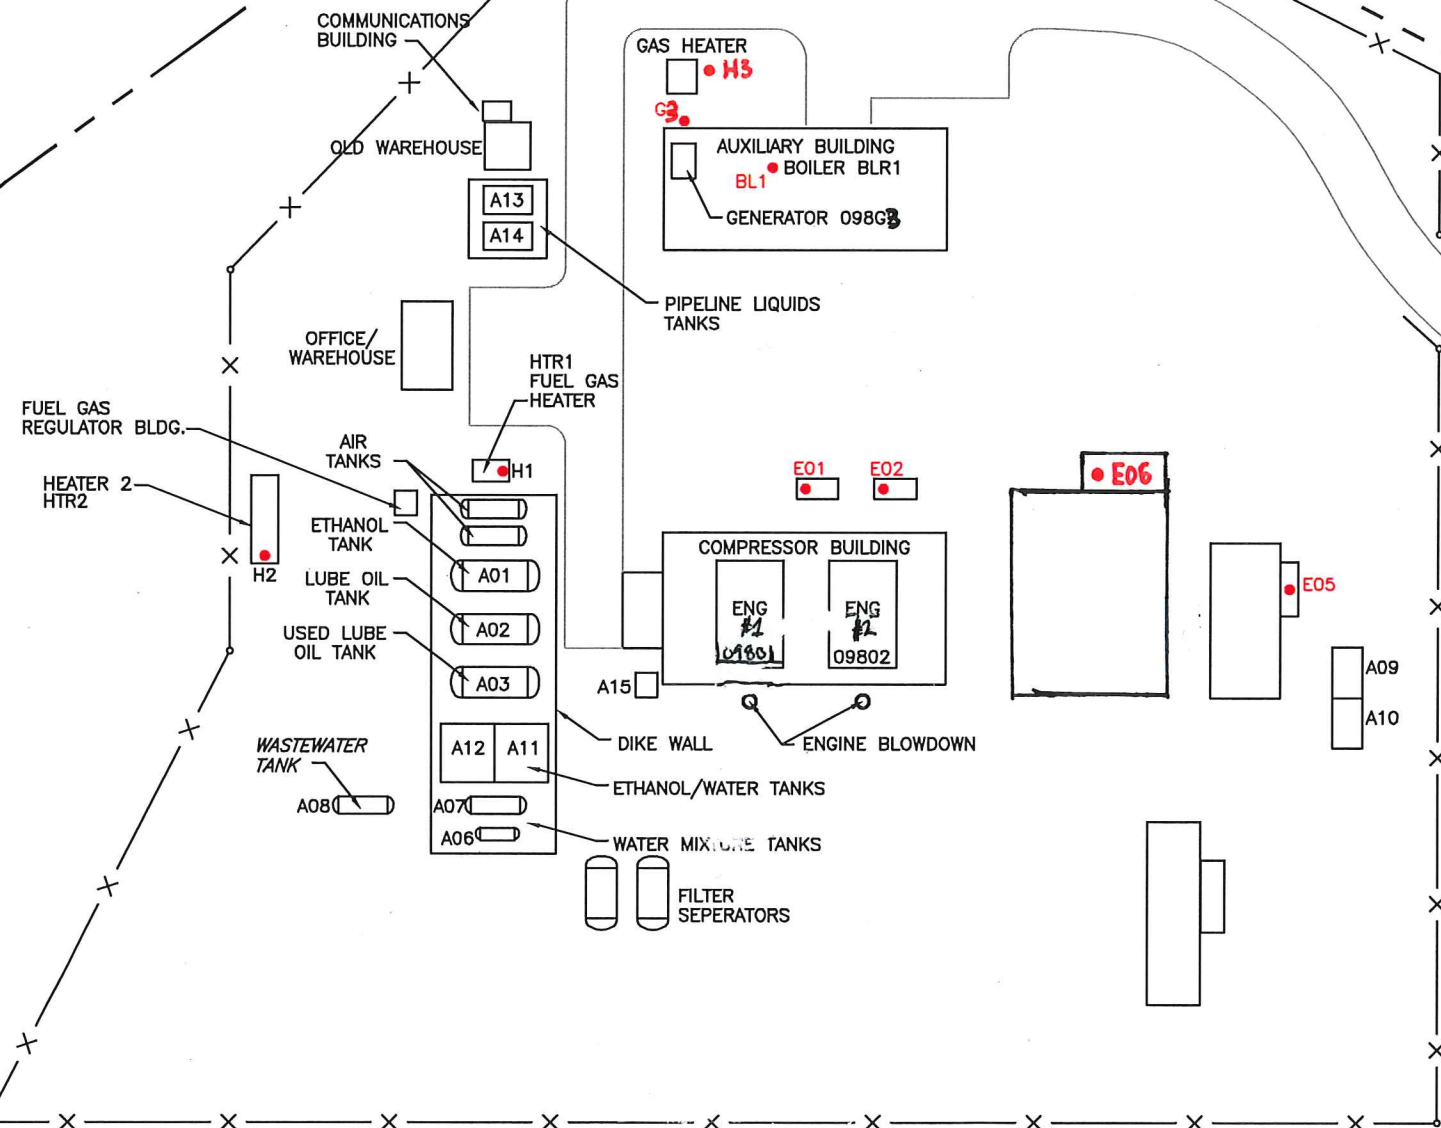 COMMUNICATIONS
BUILDING
GAS HEATER
H3
G3
OLD WAREHOUSE
AUXILIARY BUILDING
BOILER BLR1
BL1
GENERATOR 098G3
A13
A14
PIPELINE LIQUIDS
TANKS
OFFICE/
WAREHOUSE
HTR1
FUEL GAS
HEATER
FUEL GAS
REGULATOR BLDG.
AIR
TANKS
H1
E01
E02
E06
HEATER 2
HTR2
ETHANOL
TANK
COMPRESSOR BUILDING
H2
A01
LUBE OIL
TANK
A02
ENG
#1
09801
ENG
#2
09802
E05
USED LUBE
OIL TANK
A03
A15
A09
A10
WASTEWATER
TANK
A12
A11
DIKE WALL
ENGINE BLOWDOWN
ETHANOL/WATER TANKS
A08
A07
A06
WATER MIXTURE TANKS
FILTER
SEPERATORS